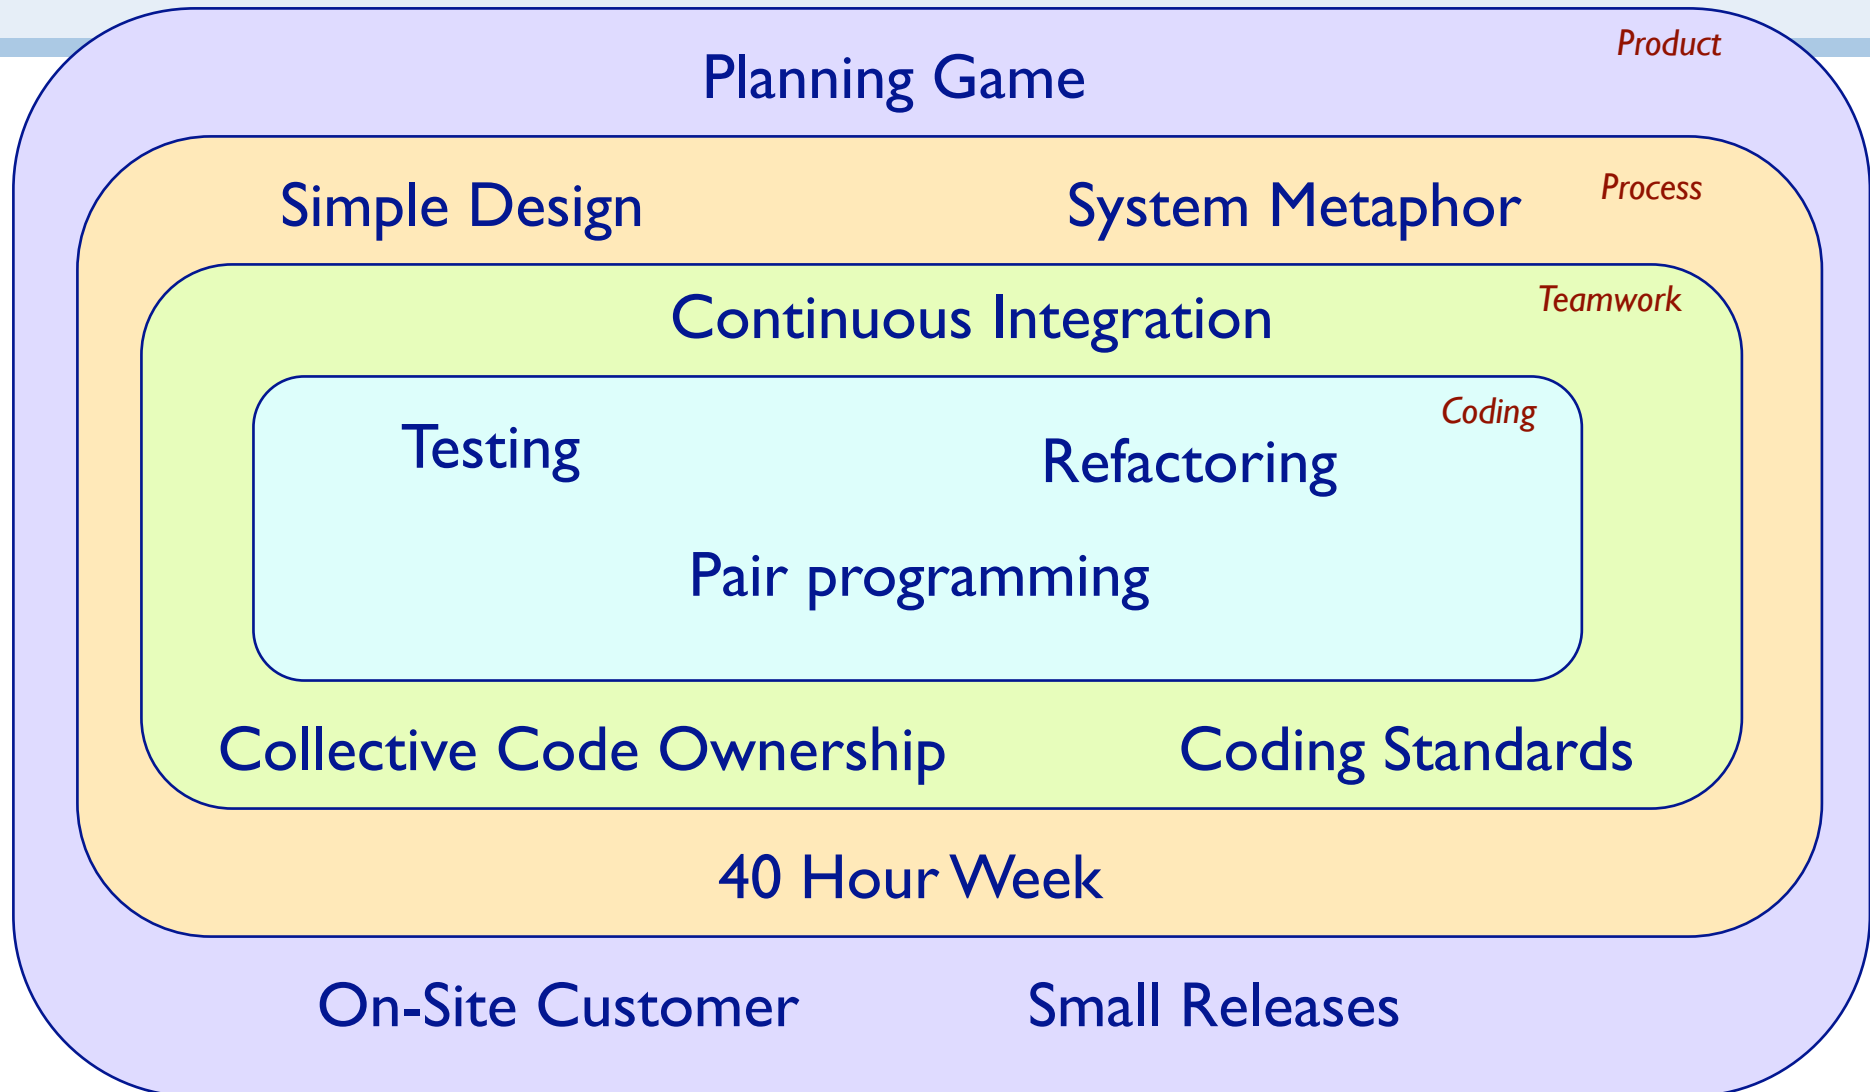 Product
Planning Game
Process
Simple Design
System Metaphor
Teamwork
Continuous Integration
Coding
Testing
Refactoring
Pair programming
Collective Code Ownership
Coding Standards
40 Hour Week
On-Site Customer
Small Releases